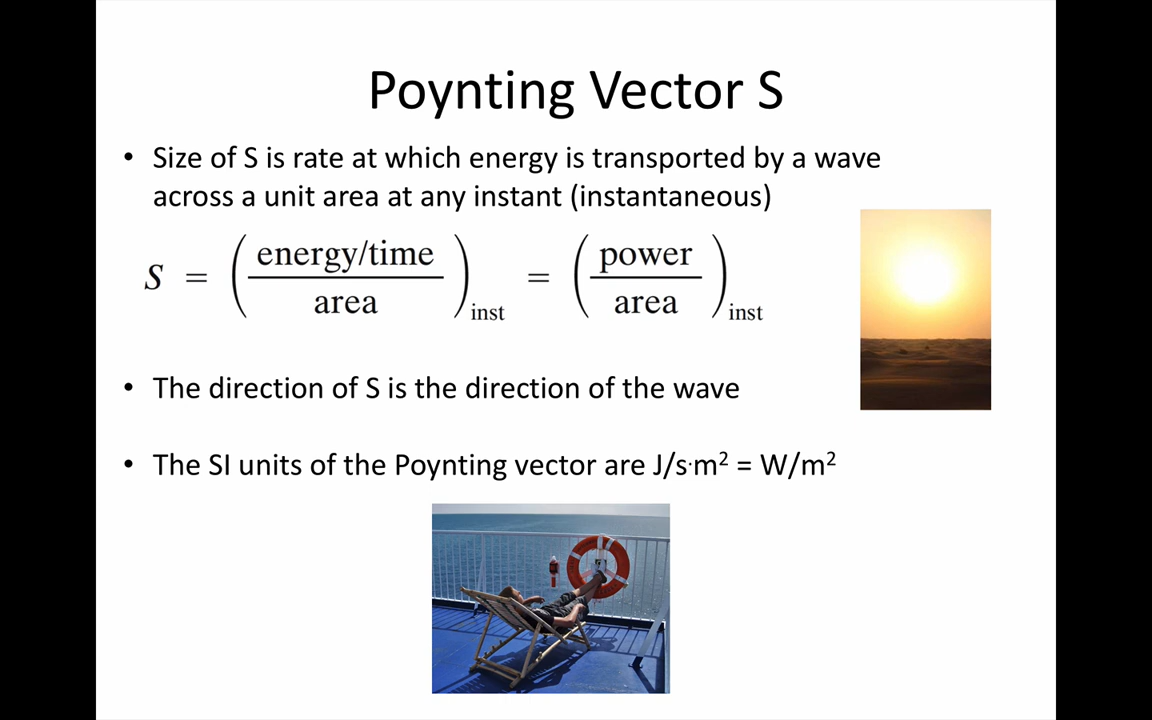 Poynting Vector S
• Size of S is rate at which energy is transported by a wave
across a unit area at any instant (instantaneous)
S = (energy/time / area)inst = (power / area)inst
• The direction of S is the direction of the wave
• The SI units of the Poynting vector are J/s·m² = W/m²